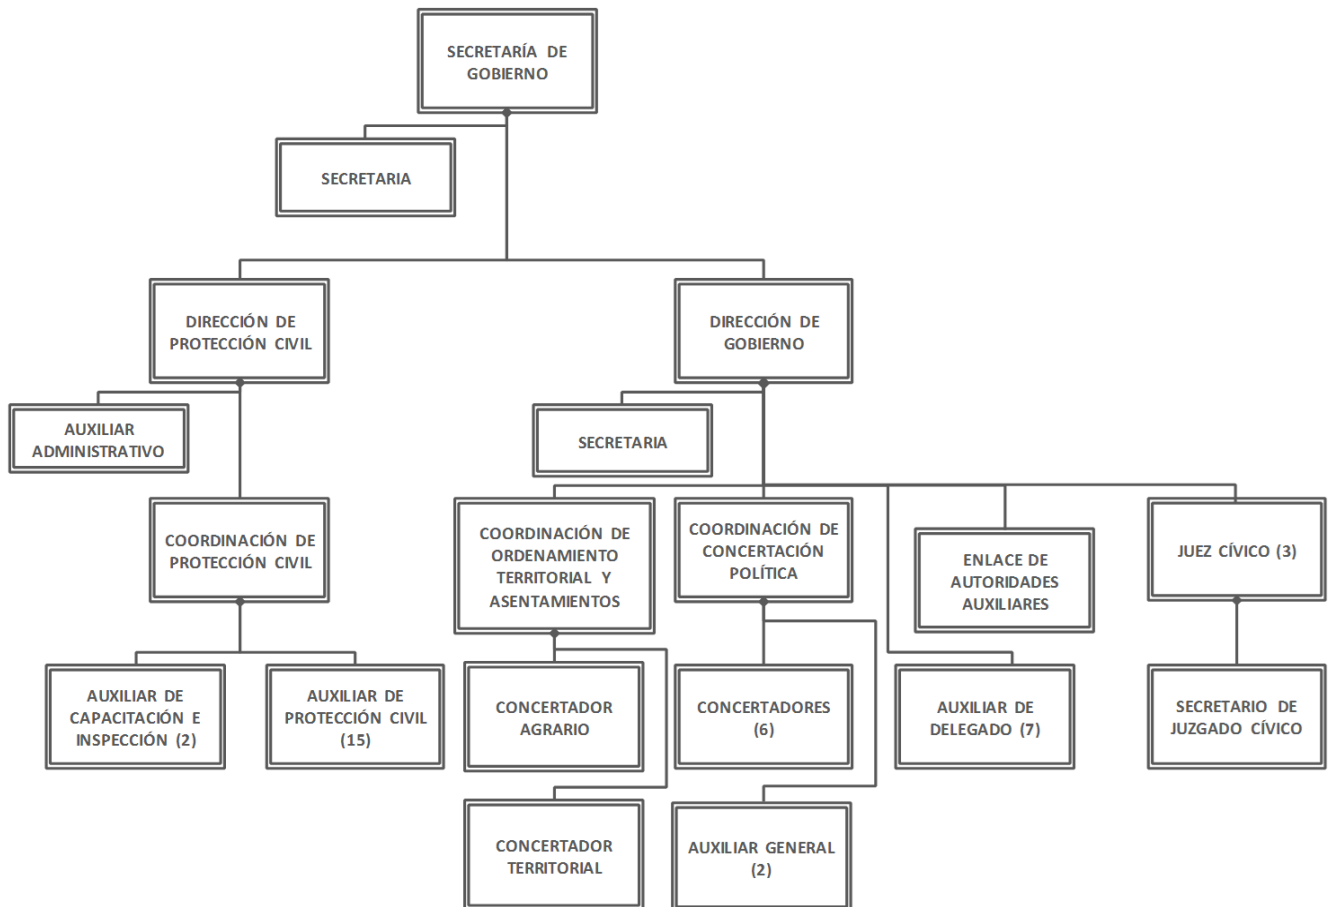 SECRETARÍA DE
GOBIERNO
SECRETARIA
DIRECCIÓN DE
PROTECCIÓN CIVIL
DIRECCIÓN DE
GOBIERNO
AUXILIAR
ADMINISTRATIVO
SECRETARIA
COORDINACIÓN DE
PROTECCIÓN CIVIL
COORDINACIÓN DE
ORDENAMIENTO
TERRITORIAL Y
ASENTAMIENTOS
COORDINACIÓN DE
CONCERTACIÓN
POLÍTICA
ENLACE DE
AUTORIDADES
AUXILIARES
JUEZ CÍVICO (3)
AUXILIAR DE
CAPACITACIÓN E
INSPECCIÓN (2)
AUXILIAR DE
PROTECCIÓN CIVIL
(15)
CONCERTADOR
AGRARIO
CONCERTADORES
(6)
AUXILIAR DE
DELEGADO (7)
SECRETARIO DE
JUZGADO CÍVICO
CONCERTADOR
TERRITORIAL
AUXILIAR GENERAL
(2)